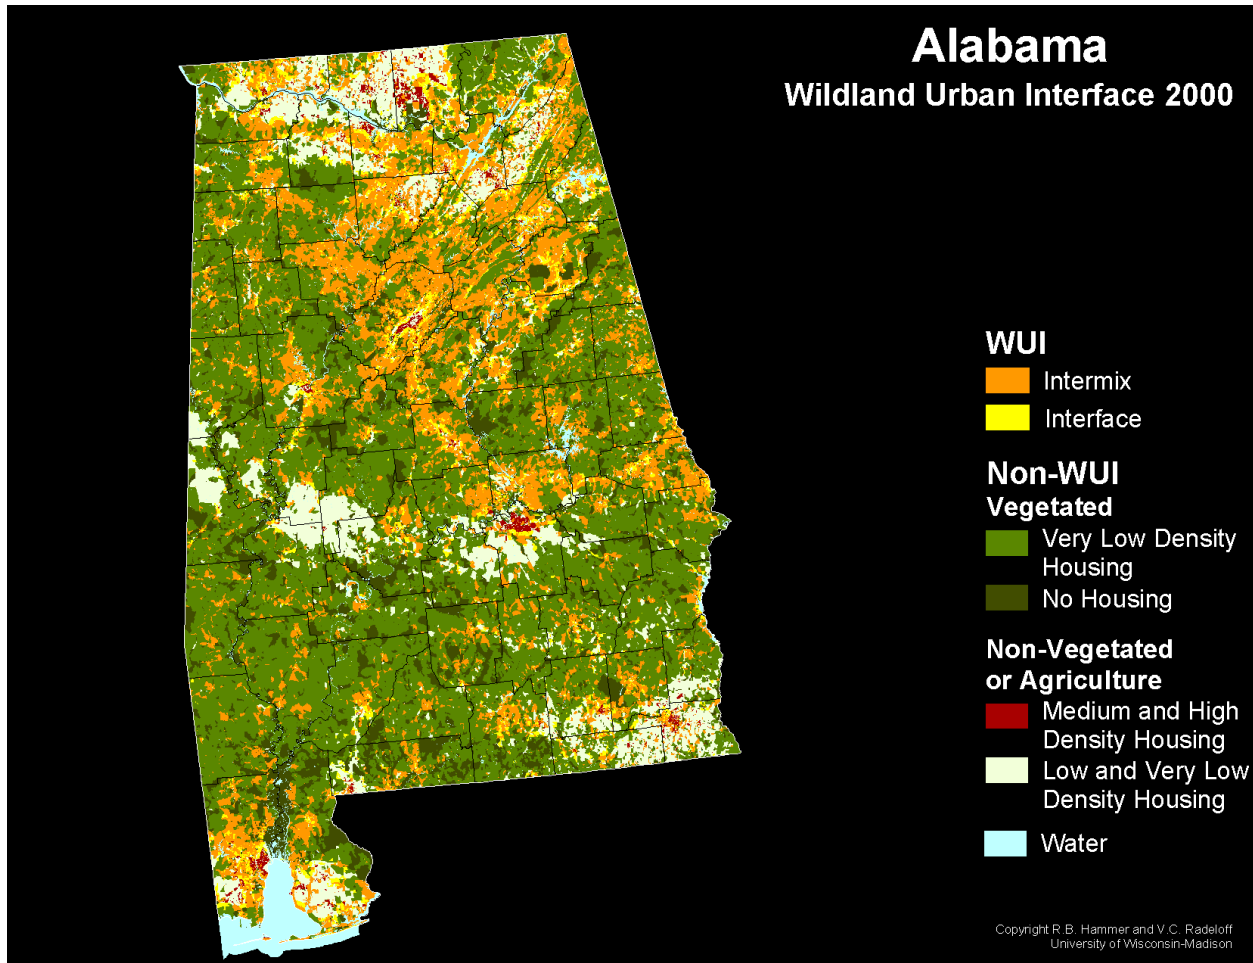 Alabama
Wildland Urban Interface 2000
WUI
Intermix
Interface
Non-WUI
Vegetated
Very Low Density
Housing
No Housing
Non-Vegetated
or Agriculture
Medium and High
Density Housing
Low and Very Low
Density Housing
Water
Copyright R.B. Hammer and V.C. Radeloff
University of Wisconsin-Madison